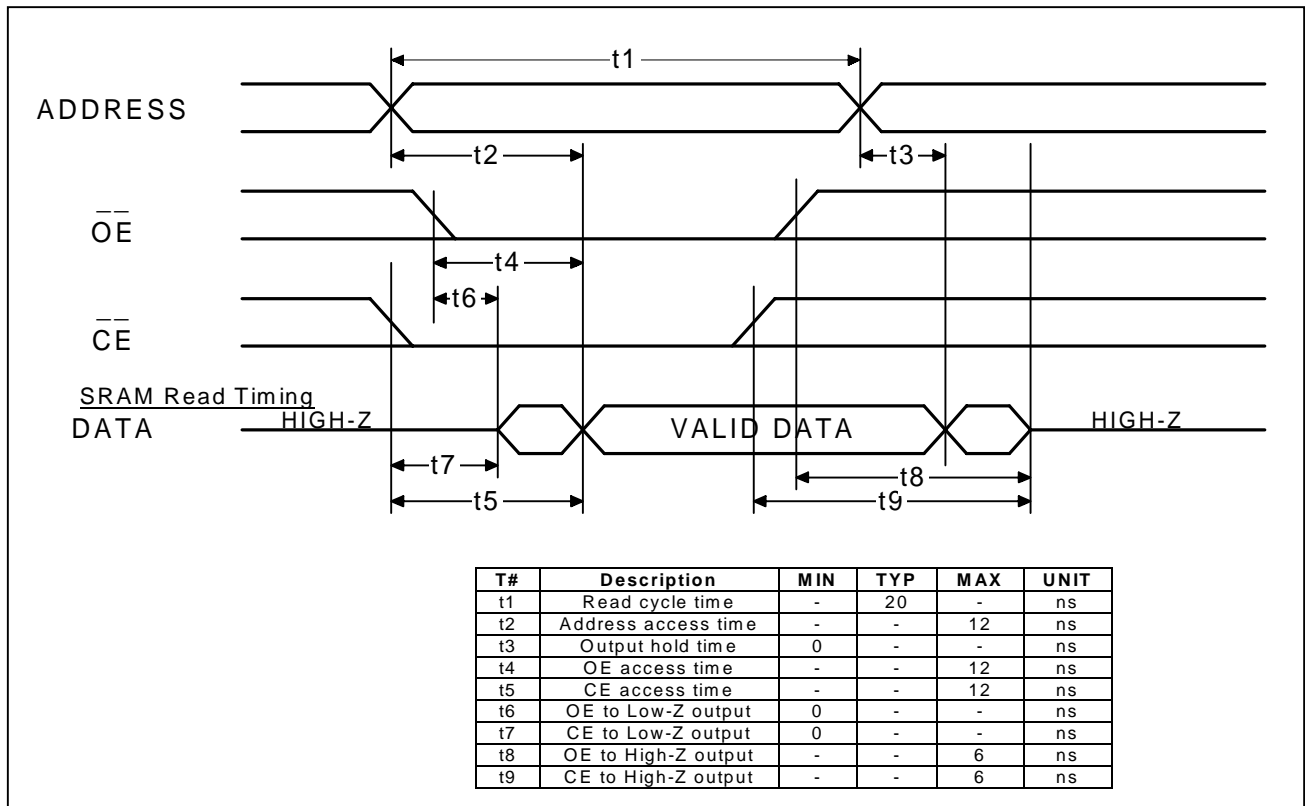 t1
ADDRESS
t2
t3
OE
t4
t6
CE
SRAM Read Timing
DATA
HIGH-Z
VALID DATA
HIGH-Z
t7
t8
t5
t9
T# Description MIN TYP MAX UNIT
t1 Read cycle time - 20 - ns
t2 Address access time - - 12 ns
t3 Output hold time 0 - - ns
t4 OE access time - - 12 ns
t5 CE access time - - 12 ns
t6 OE to Low-Z output 0 - - ns
t7 CE to Low-Z output 0 - - ns
t8 OE to High-Z output - - 6 ns
t9 CE to High-Z output - - 6 ns